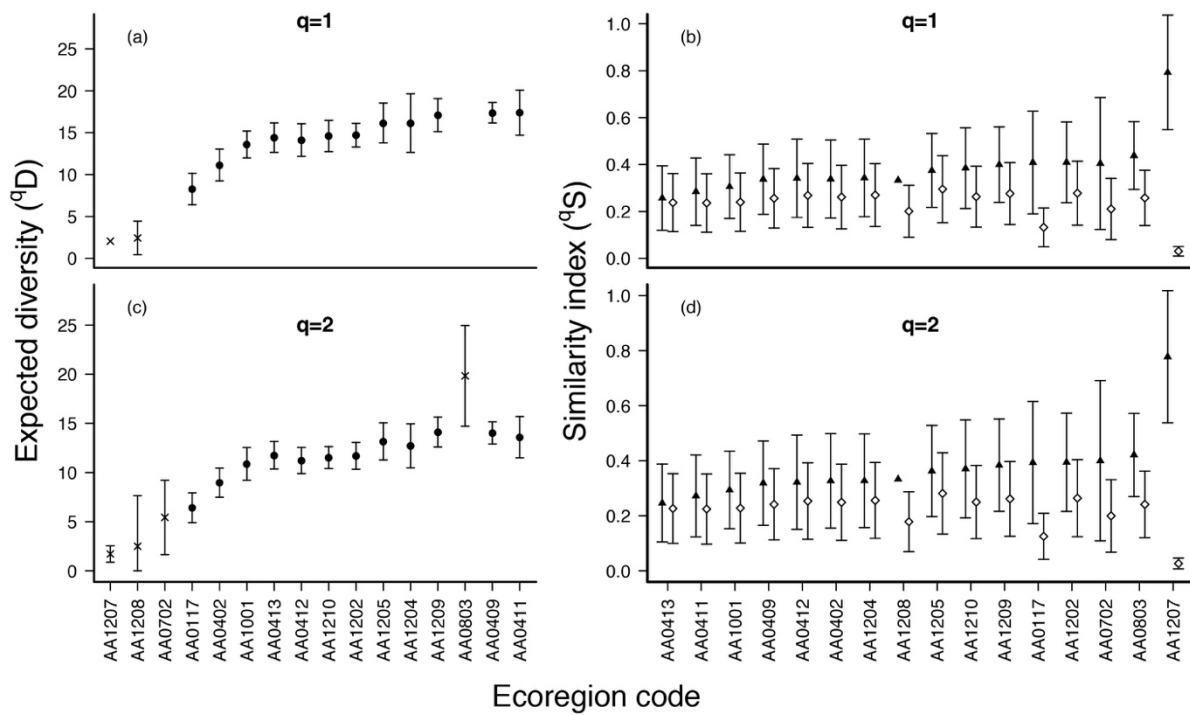 (a)
q=1
25
20
15
10
5
0
(b)
q=1
1.0
0.8
0.6
0.4
0.2
0.0
(c)
q=2
25
20
15
10
5
0
(d)
q=2
1.0
0.8
0.6
0.4
0.2
0.0
Expected diversity (qD)
Similarity index (qS)
AA1207
AA1208
AA0702
AA0117
AA0402
AA1001
AA0413
AA0412
AA1210
AA1202
AA1205
AA1204
AA1209
AA0803
AA0409
AA0411
AA0413
AA0411
AA1001
AA0409
AA0412
AA0402
AA1204
AA1208
AA1205
AA1210
AA1209
AA0117
AA1202
AA0702
AA0803
AA1207
Ecoregion code